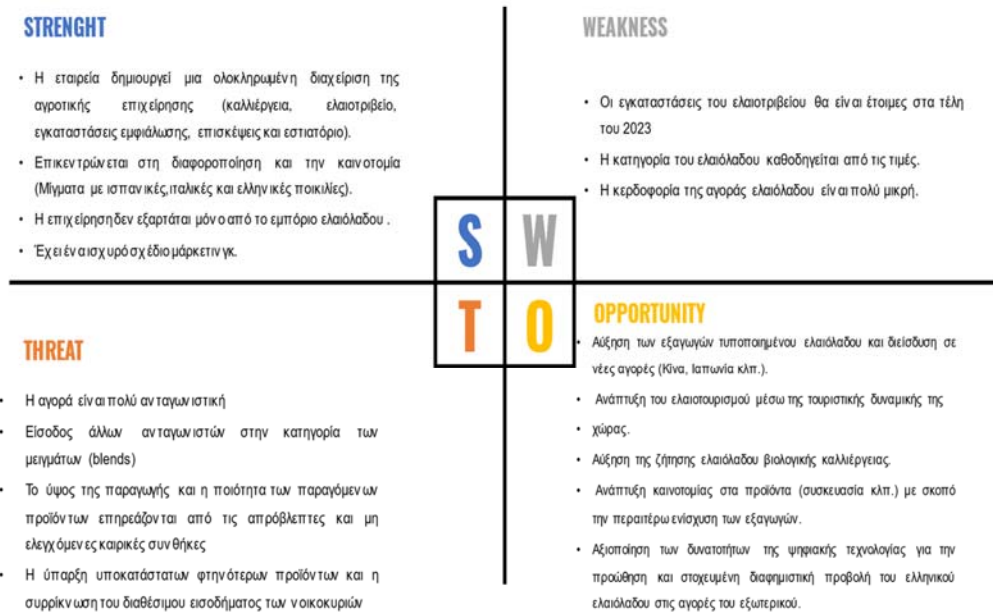 STRENGHT
• Η εταιρεία δημιουργεί μια ολοκληρωμένη διαχείριση της
αγροτικής επιχείρησης (καλλιέργεια, ελαιοτριβείο,
εγκαταστάσεις εμφιάλωσης, επισκέψεις και εστιατόριο).
• Επικεντρώνεται στη διαφοροποίηση και την καινοτομία
(Μίγματα με ισπανικές,ιταλικές και ελληνικές ποικιλίες).
• Η επιχείρηση δεν εξαρτάται μόνο από το εμπόριο ελαιόλαδου .
• Έχει ένα ισχυρό σχέδιο μάρκετινγκ.
WEAKNESS
• Οι εγκαταστάσεις του ελαιοτριβείου θα είναι έτοιμες στα τέλη
του 2023
• Η κατηγορία του ελαιόλαδου καθοδηγείται από τις τιμές.
• Η κερδοφορία της αγοράς ελαιόλαδου είναι πολύ μικρή.
S W
T O
THREAT
• Η αγορά είναι πολύ ανταγωνιστική
• Είσοδος άλλων ανταγωνιστών στην κατηγορία των
μειγμάτων (blends)
• Το ύψος της παραγωγής και η ποιότητα των παραγόμενων
προϊόντων επηρεάζονται από τις απρόβλεπτες και μη
ελεγχόμενες καιρικές συνθήκες
• Η ύπαρξη υποκατάστατων φτηνότερων προϊόντων και η
συρρίκνωση του διαθέσιμου εισοδήματος των νοικοκυριών
OPPORTUNITY
• Αύξηση των εξαγωγών τυποποιημένου ελαιόλαδου και διείσδυση σε
νέες αγορές (Κίνα, Ιαπωνία κλπ.).
• Ανάπτυξη του ελαιοτουρισμού μέσω της τουριστικής δυναμικής της
• χώρας.
• Αύξηση της ζήτησης ελαιόλαδου βιολογικής καλλιέργειας.
• Ανάπτυξη καινοτομίας στα προϊόντα (συσκευασία κλπ.) με σκοπό
την περαιτέρω ενίσχυση των εξαγωγών.
• Αξιοποίηση των δυνατοτήτων της ψηφιακής τεχνολογίας για την
προώθηση και στοχευμένη διαφημιστική προβολή του ελληνικού
ελαιόλαδου στις αγορές του εξωτερικού.